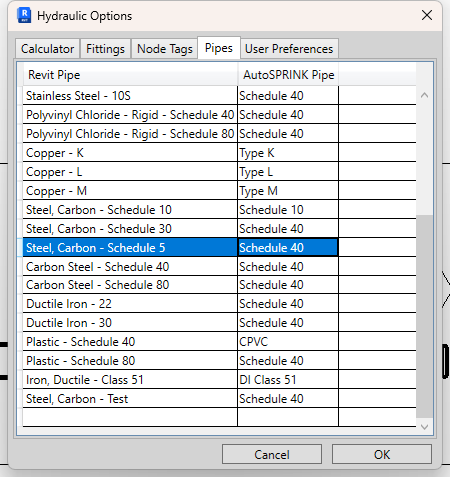 Hydraulic Options
Calculator Fittings Node Tags Pipes User Preferences
Revit Pipe AutoSPRINK Pipe
Stainless Steel - 10S Schedule 40
Polyvinyl Chloride - Rigid - Schedule 40 Schedule 40
Polyvinyl Chloride - Rigid - Schedule 80 Schedule 40
Copper - K Type K
Copper - L Type L
Copper - M Type M
Steel, Carbon - Schedule 10 Schedule 10
Steel, Carbon - Schedule 30 Schedule 40
Steel, Carbon - Schedule 5 Schedule 40
Carbon Steel - Schedule 40 Schedule 40
Carbon Steel - Schedule 80 Schedule 40
Ductile Iron - 22 Schedule 40
Ductile Iron - 30 Schedule 40
Plastic - Schedule 40 CPVC
Plastic - Schedule 80 Schedule 40
Iron, Ductile - Class 51 DI Class 51
Steel, Carbon - Test Schedule 40
Cancel OK